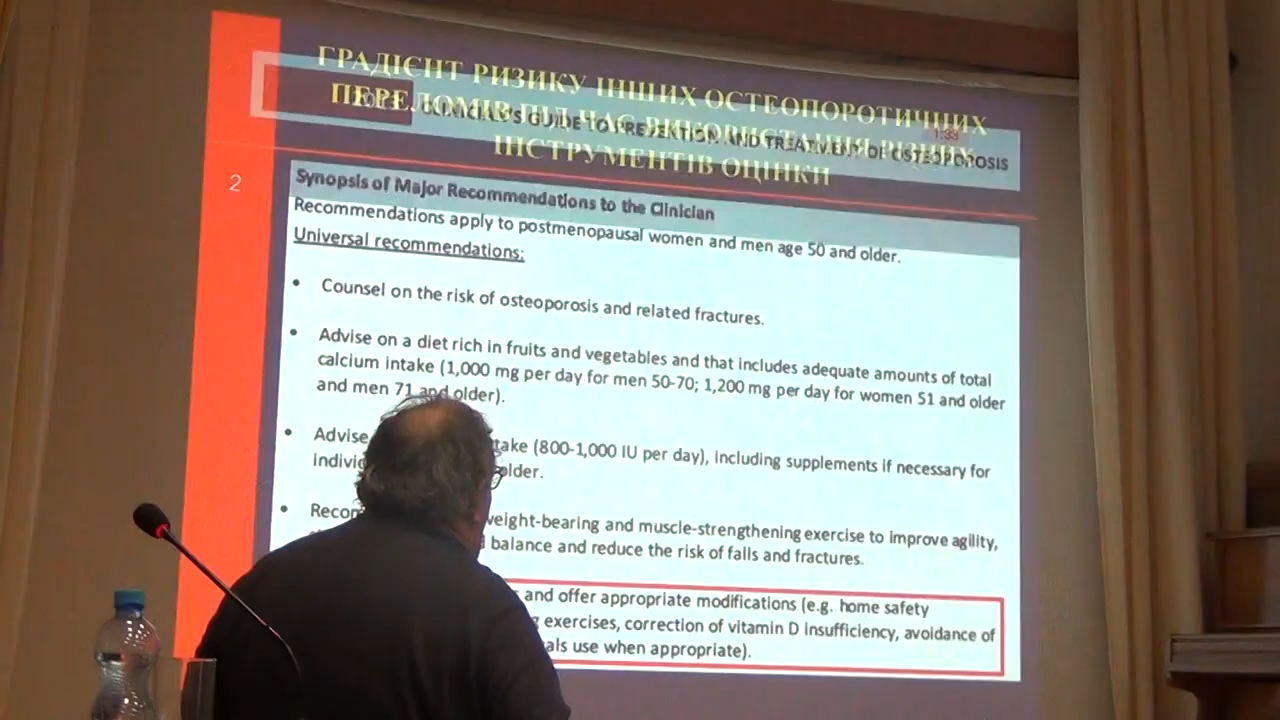 ГРАДІЄНТ РИЗИКУ ІНШИХ ОСТЕОПОРОТИЧНИХ
ПЕРЕЛОМІВ ПІД ЧАС ВИКОРИСТАННЯ РІЗНИХ
ІНСТРУМЕНТІВ ОЦІНКИ
CLINICIAN'S GUIDE TO PREVENTION AND TREATMENT OF OSTEOPOROSIS
1:33
2
Synopsis of Major Recommendations to the Clinician
Recommendations apply to postmenopausal women and men age 50 and older.
Universal recommendations:
• Counsel on the risk of osteoporosis and related fractures.
• Advise on a diet rich in fruits and vegetables and that includes adequate amounts of total
calcium intake (1,000 mg per day for men 50-70; 1,200 mg per day for women 51 and older
and men 71 and older).
• Advise take (800-1,000 IU per day), including supplements if necessary for
indivi older.
• Recom weight-bearing and muscle-strengthening exercise to improve agility,
balance and reduce the risk of falls and fractures.
and offer appropriate modifications (e.g. home safety
exercises, correction of vitamin D insufficiency, avoidance of
als use when appropriate).